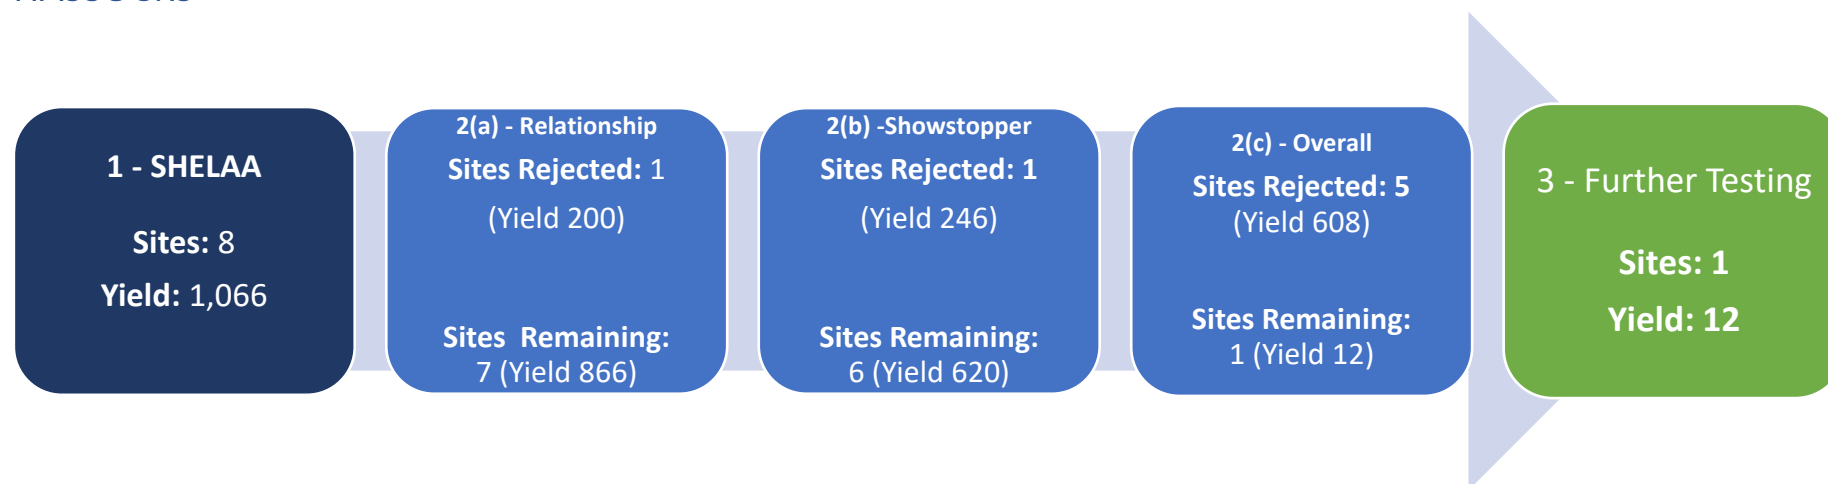 1 - SHELAA
Sites: 8
Yield: 1,066
2(a) - Relationship
Sites Rejected: 1
(Yield 200)
Sites  Remaining:
7 (Yield 866)
2(b) -Showstopper
Sites Rejected: 1
(Yield 246)
Sites Remaining:
6 (Yield 620)
2(c) - Overall
Sites Rejected: 5
(Yield 608)
Sites Remaining:
1 (Yield 12)
3 - Further Testing
Sites: 1
Yield: 12